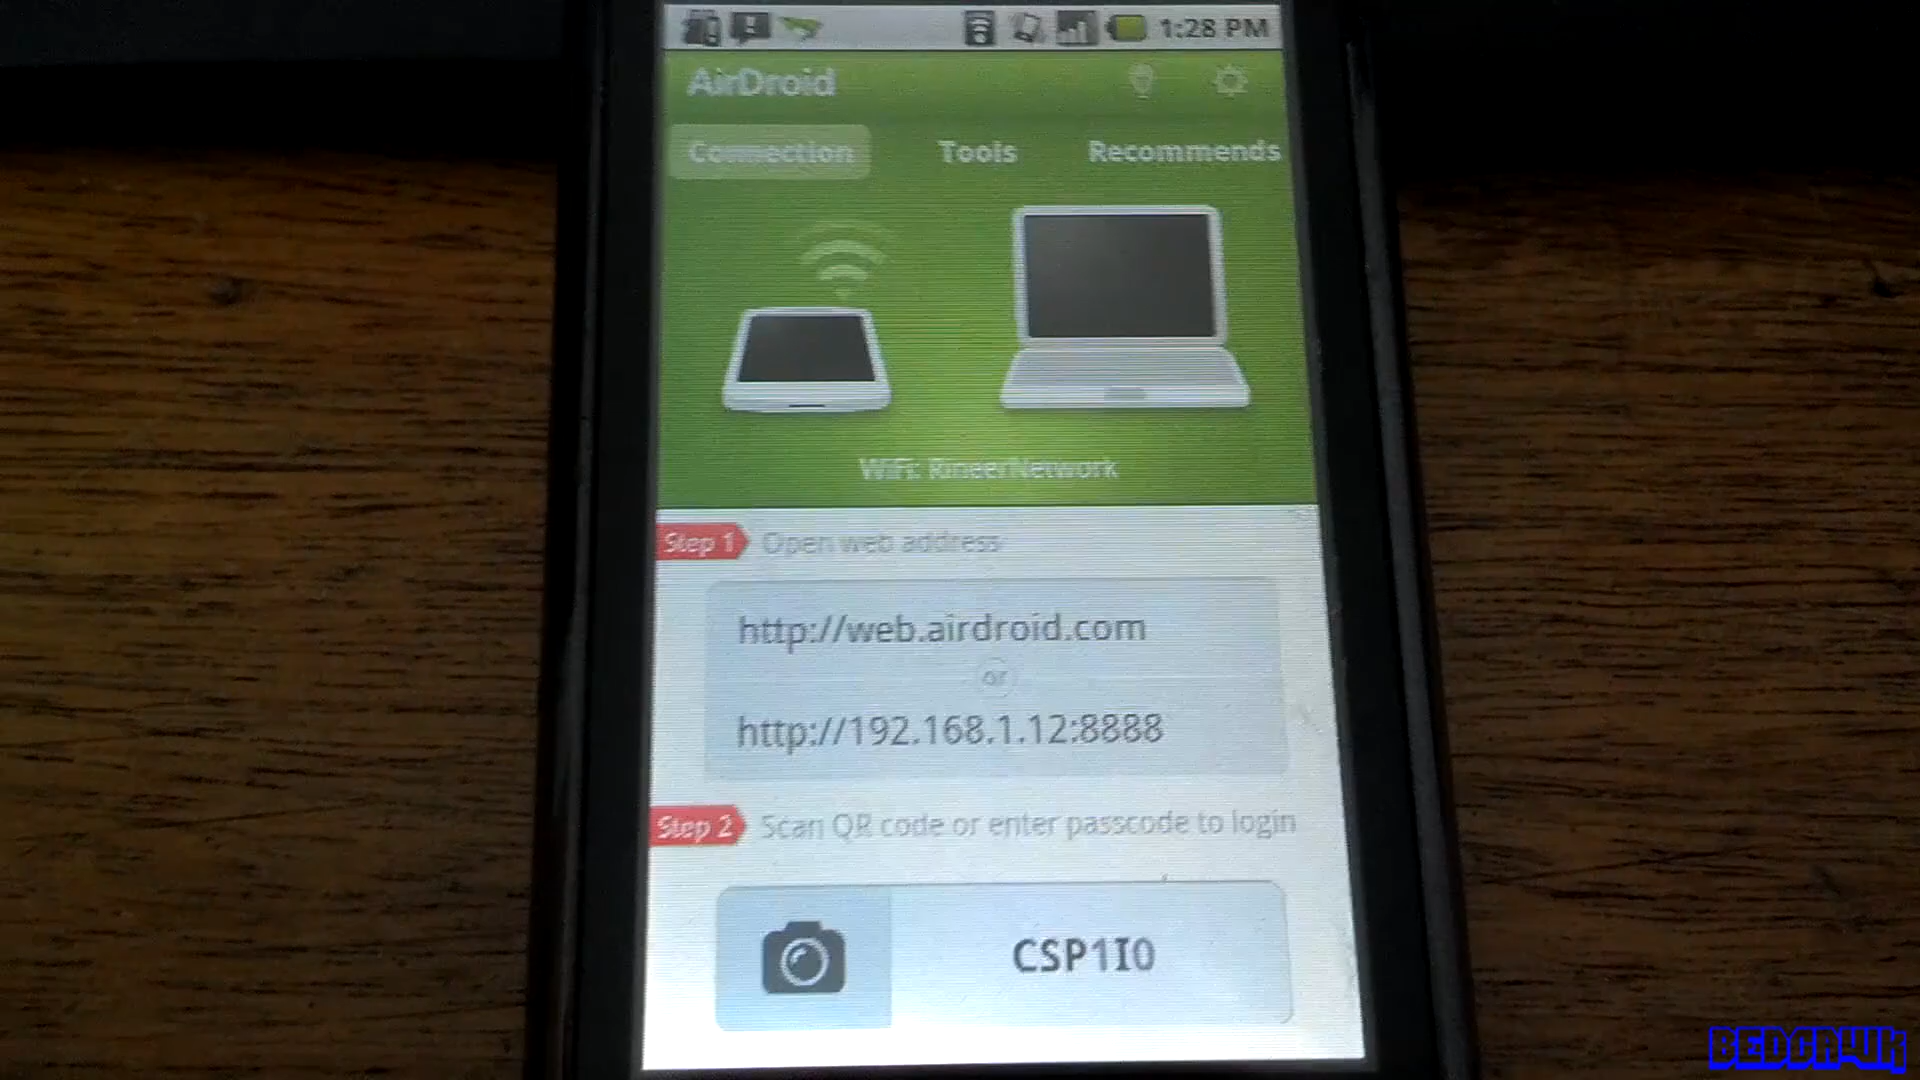 1:28 PM
AirDroid
Connection Tools Recommends
WiFi: RineerNetwork
Step 1 Open web address
http://web.airdroid.com
or
http://192.168.1.12:8888
Step 2 Scan QR code or enter passcode to login
CSP1I0